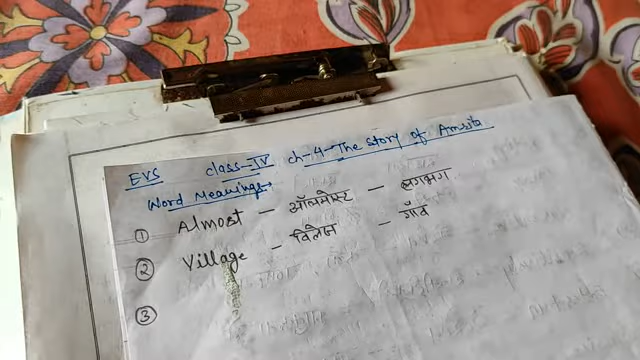 EVS class-IV ch-4-The story of Amrita
Word Meanings
① Almost - ऑलमोस्ट - लगभग
② Village - विलेज - गाँव
③